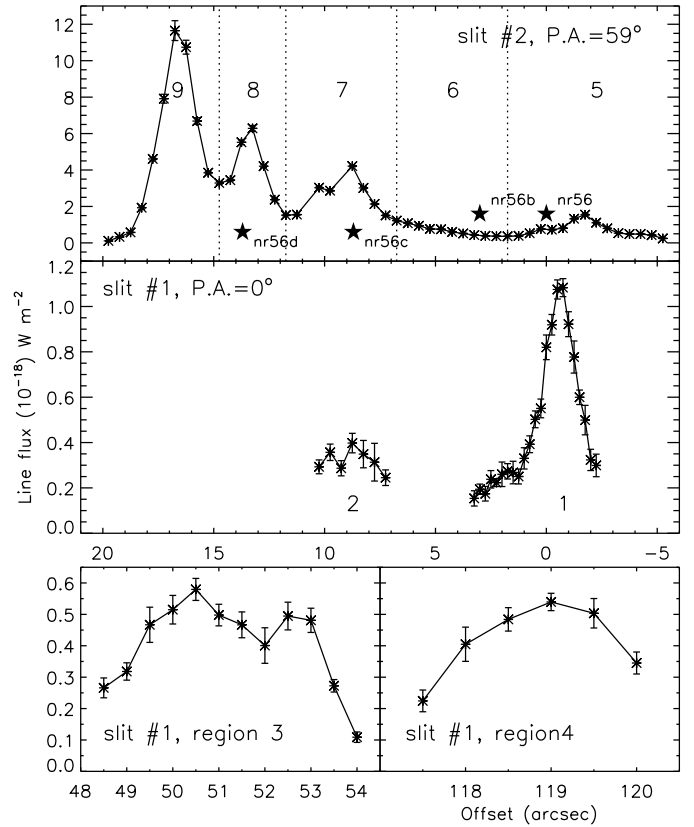 12
10
8
6
4
2
0
slit #2, P.A.=59°
9
8
7
6
5
nr56b
nr56
nr56d
nr56c
1.2
1.0
0.8
0.6
0.4
0.2
0.0
slit #1, P.A.=0°
2
1
Line flux (10⁻¹⁸) W m⁻²
20
15
10
5
0
−5
0.6
0.5
0.4
0.3
0.2
0.1
0.0
slit #1, region 3
slit #1, region4
48 49 50 51 52 53 54
118 119 120
Offset (arcsec)